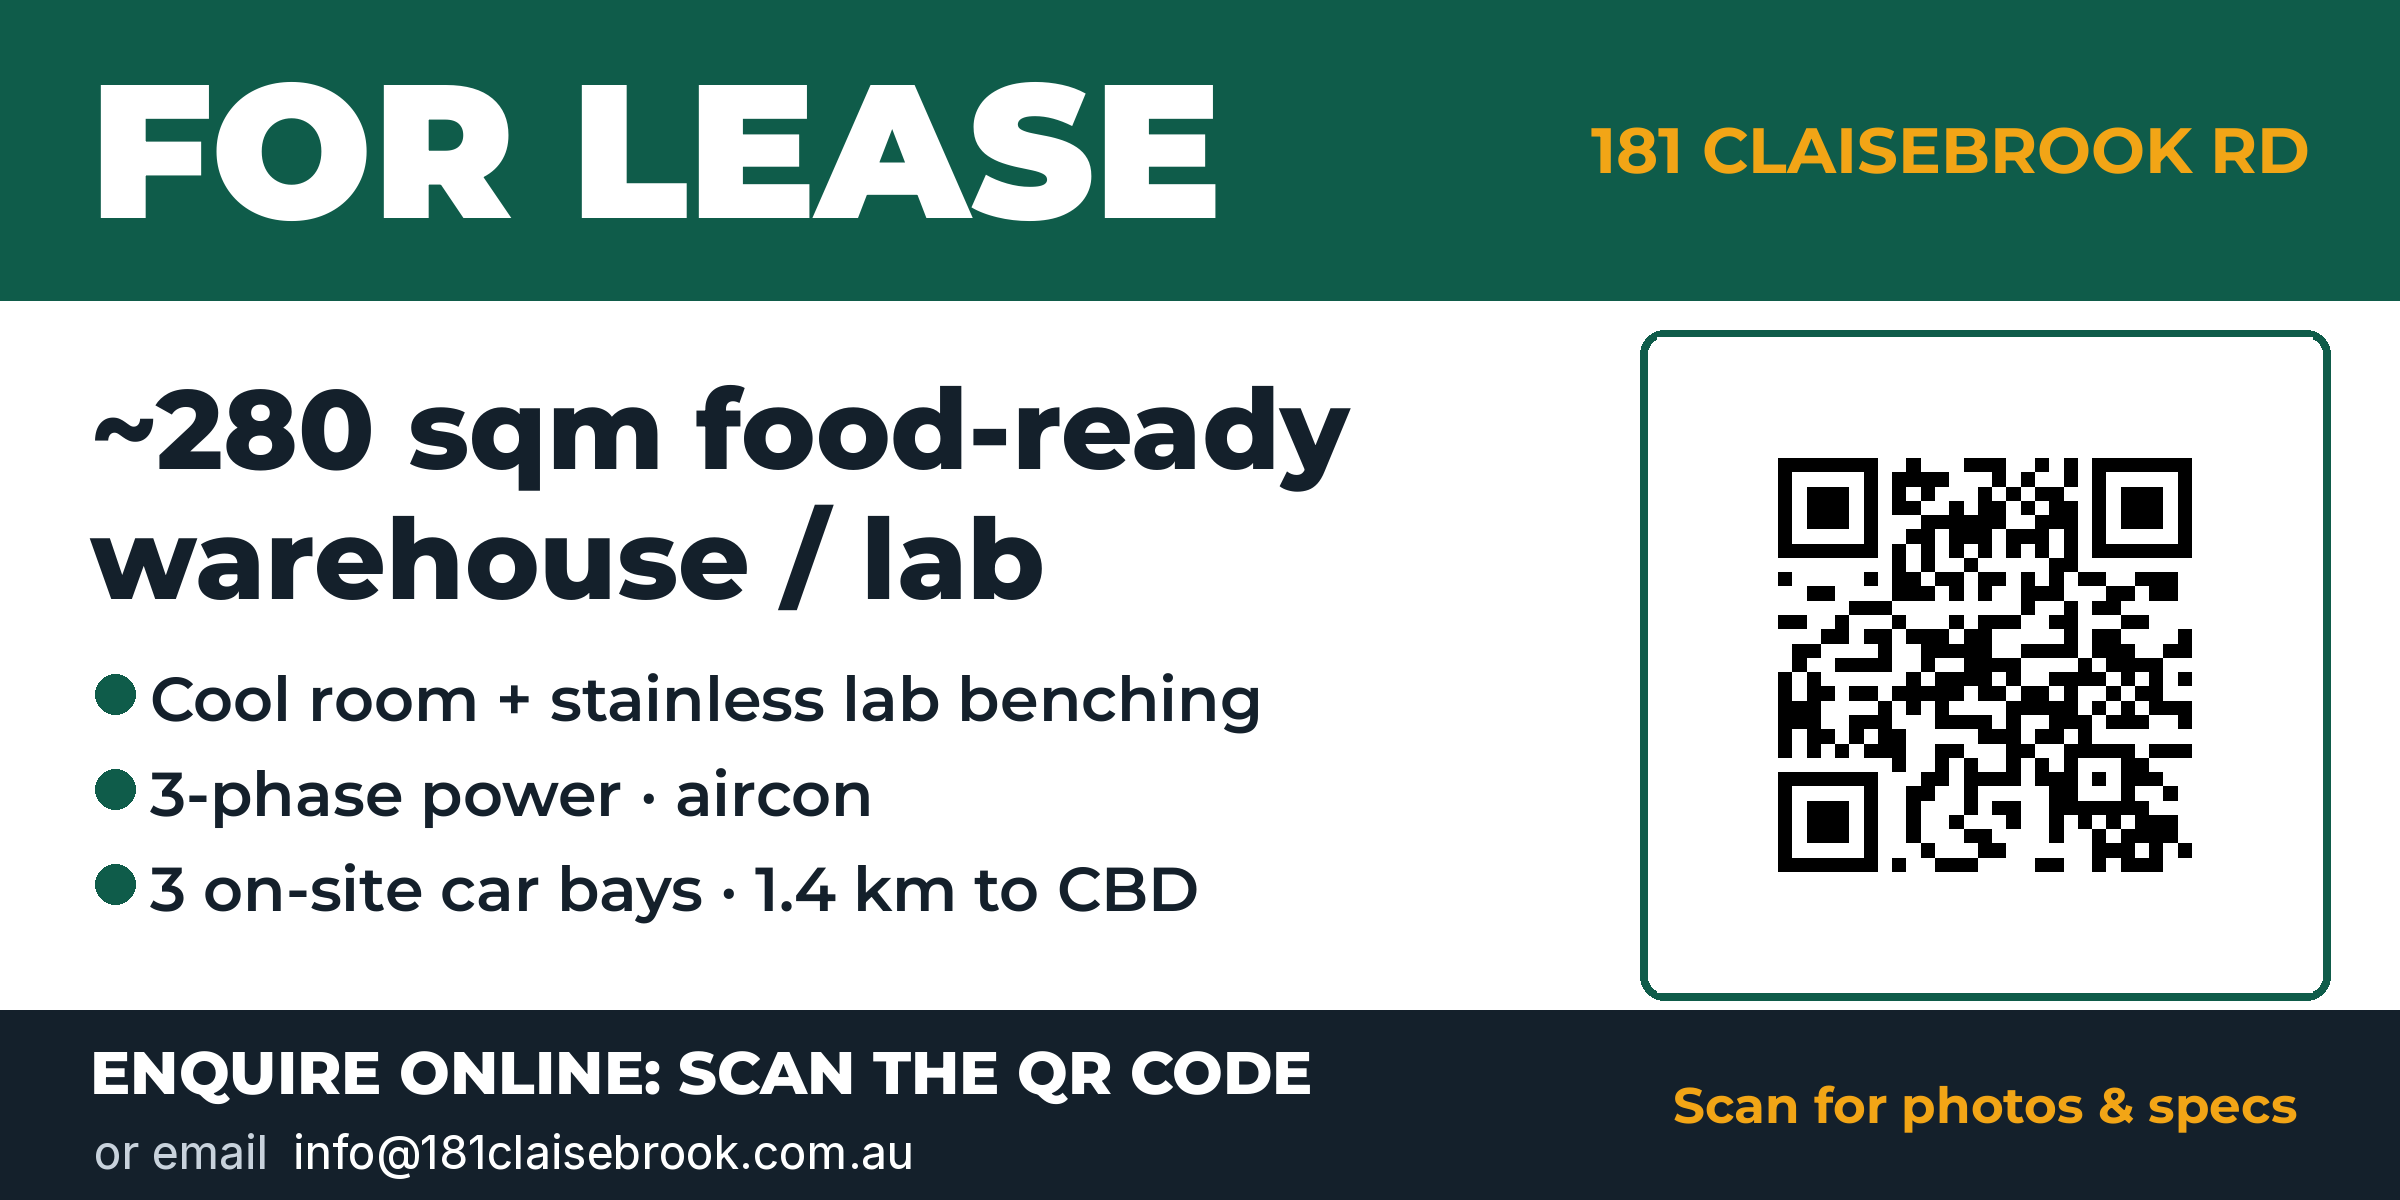 FOR LEASE
181 CLAISEBROOK RD
~280 sqm food-ready
warehouse / lab
Cool room + stainless lab benching
3-phase power · aircon
3 on-site car bays · 1.4 km to CBD
ENQUIRE ONLINE: SCAN THE QR CODE
or email info@181claisebrook.com.au
Scan for photos & specs